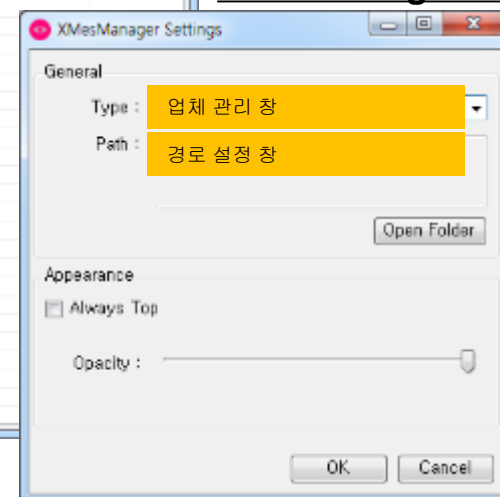 XMesManager Settings
General
Type : 업체 관리 창
Path : 경로 설정 창
Open Folder
Appearance
Always Top
Opacity :
OK Cancel